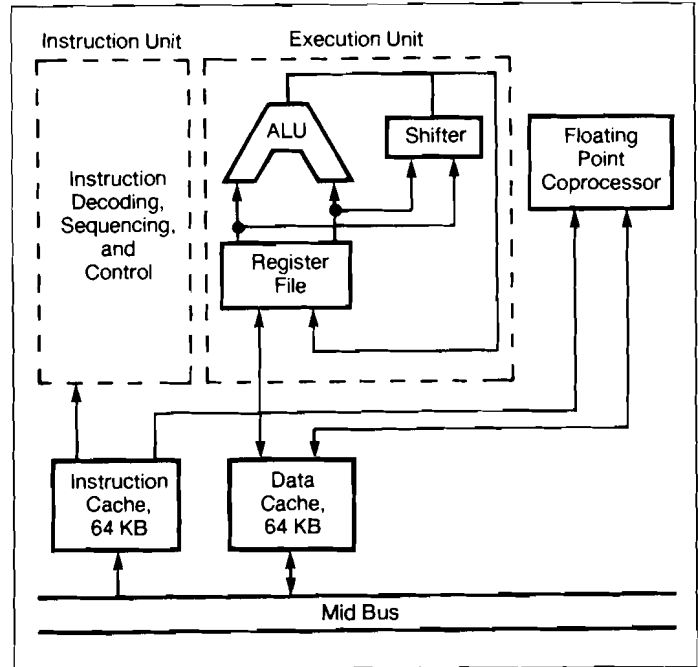 Instruction Unit
Execution Unit
ALU
Shifter
Floating
Point
Coprocessor
Instruction
Decoding,
Sequencing,
and
Control
Register
File
Instruction
Cache,
64 KB
Data
Cache,
64 KB
Mid Bus